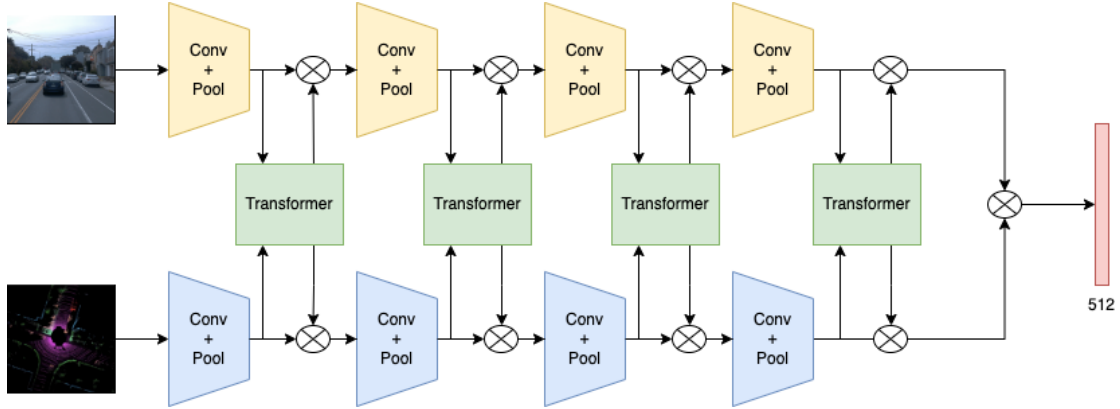 Conv
+
Pool
Conv
+
Pool
Conv
+
Pool
Conv
+
Pool
Transformer
Transformer
Transformer
Transformer
Conv
+
Pool
Conv
+
Pool
Conv
+
Pool
Conv
+
Pool
512